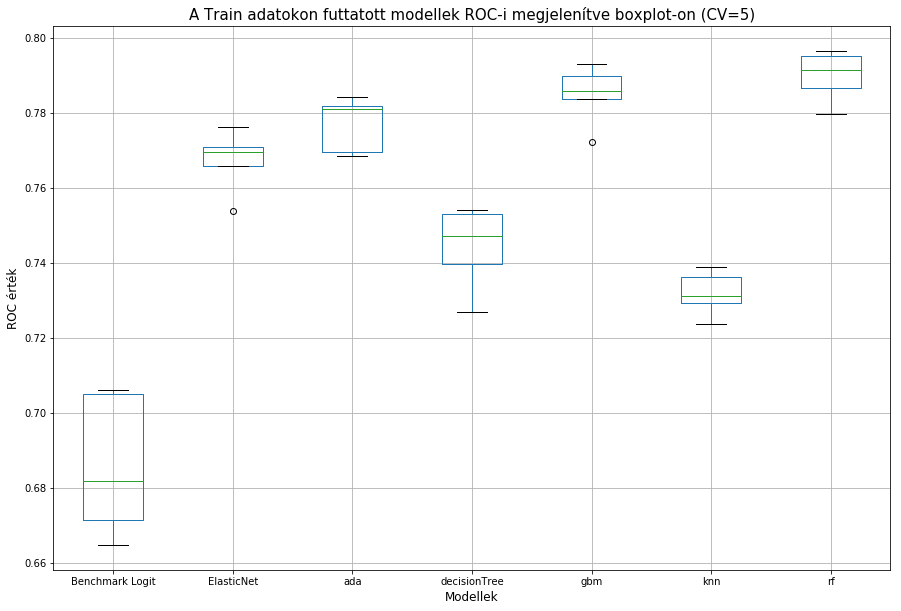 A Train adatokon futtatott modellek ROC-i megjelenítve boxplot-on (CV=5)
ROC érték
0.80
0.78
0.76
0.74
0.72
0.70
0.68
0.66
Benchmark Logit ElasticNet ada decisionTree gbm knn rf
Modellek